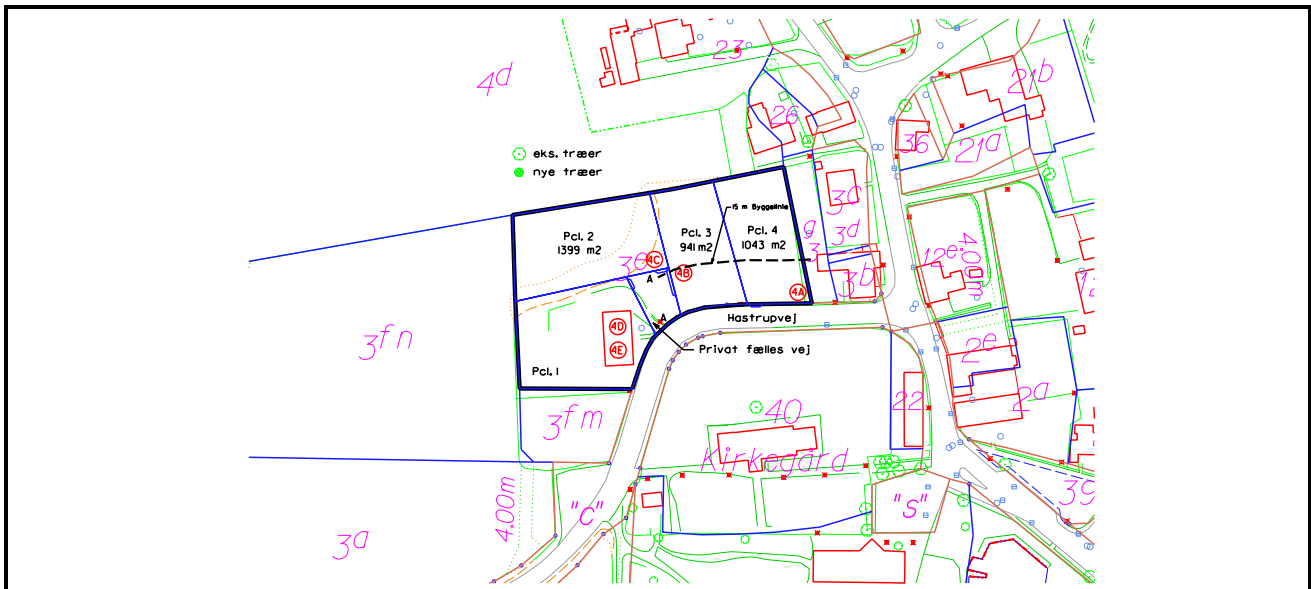 23
4d
21b
26
36
21a
eks. træer
nye træer
3c
15 m Byggelinie
Pcl. 2
1399 m2
Pcl. 3
941 m2
Pcl. 4
1043 m2
3d
3e
4C
4B
A
12e
4.00m
3b
4A
Hastrupvej
A
4D
4E
3fn
Privat fælles vej
2e
Pcl. 1
2a
3fm
40
22
Kirkegård
4.00m
"C"
"S"
39
3a